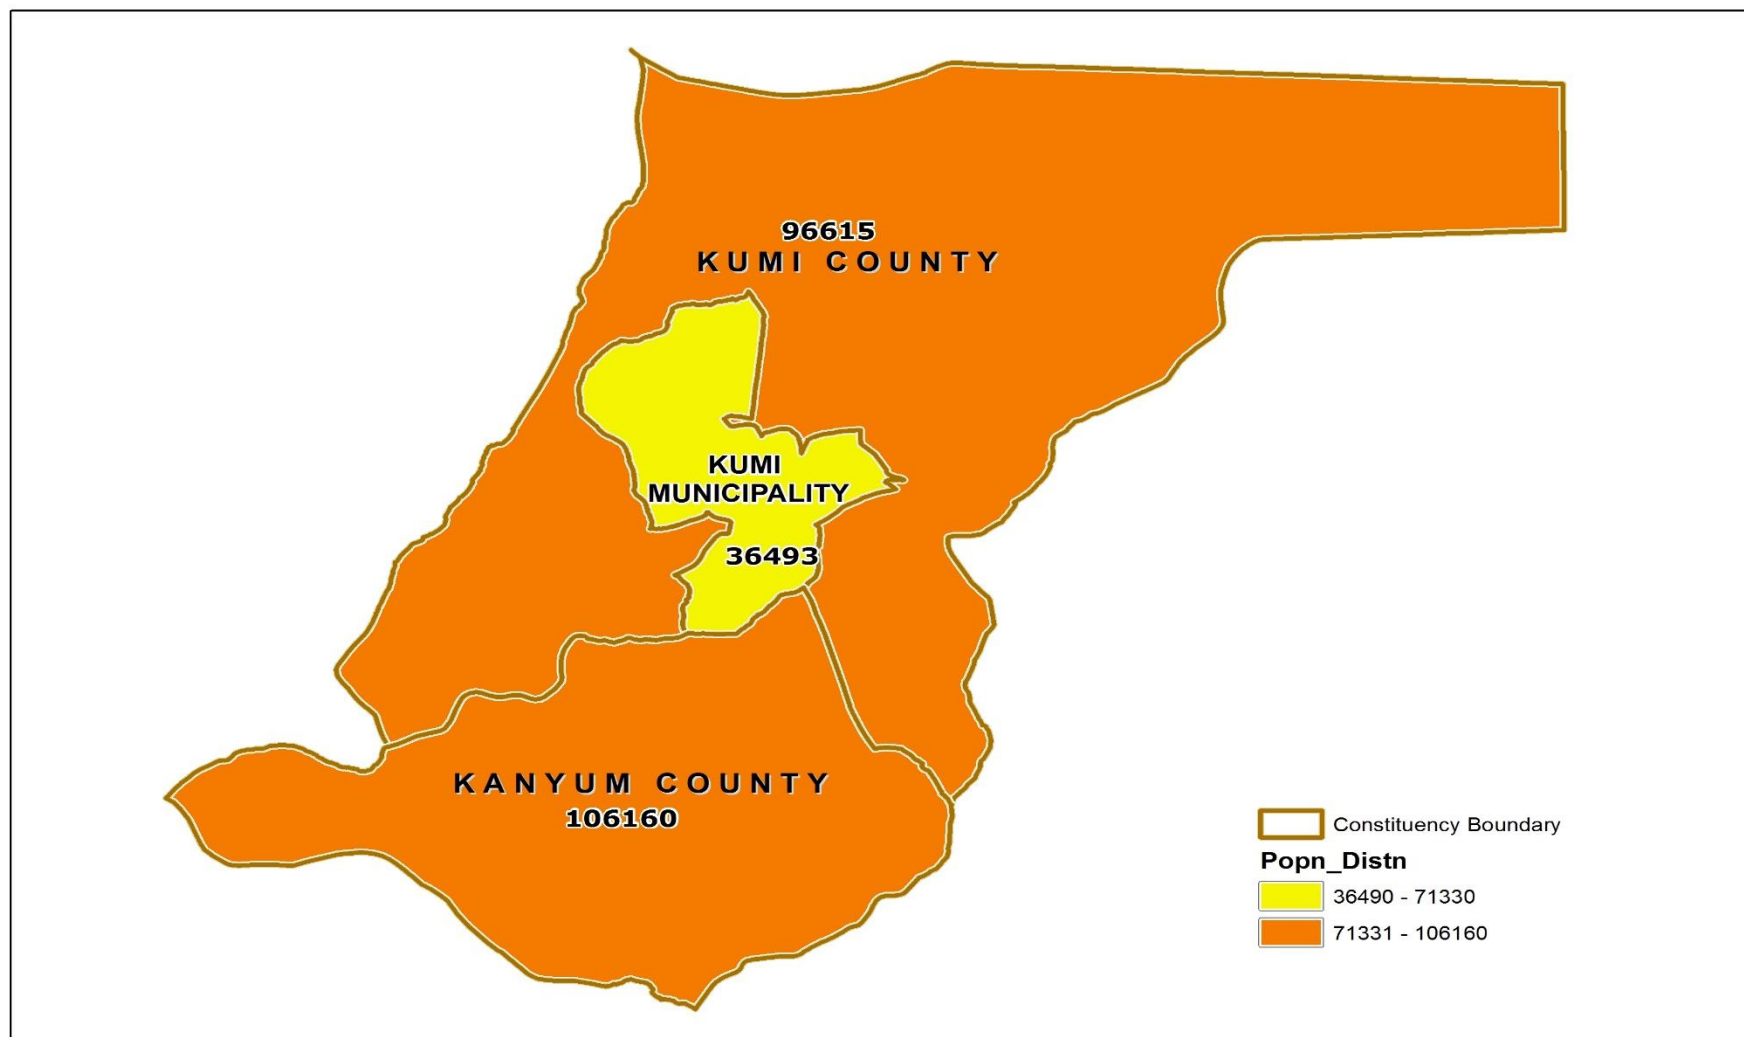 96615
KUMI COUNTY
KUMI
MUNICIPALITY
36493
KANYUM COUNTY
106160
Constituency Boundary
Popn_Distn
36490 - 71330
71331 - 106160